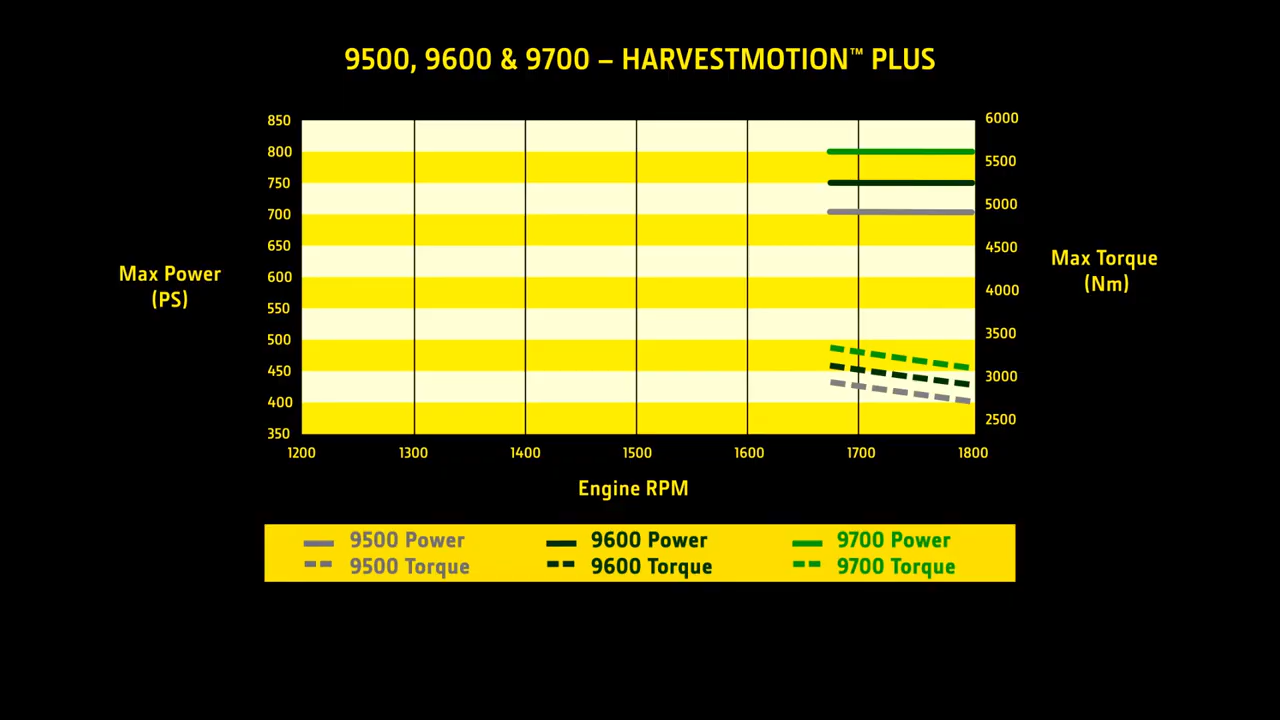 9500, 9600 & 9700 – HARVESTMOTION™ PLUS
850
800
750
700
650
600
550
500
450
400
350
Max Power
(PS)
6000
5500
5000
4500
4000
3500
3000
2500
Max Torque
(Nm)
1200 1300 1400 1500 1600 1700 1800
Engine RPM
9500 Power 9600 Power 9700 Power
9500 Torque 9600 Torque 9700 Torque